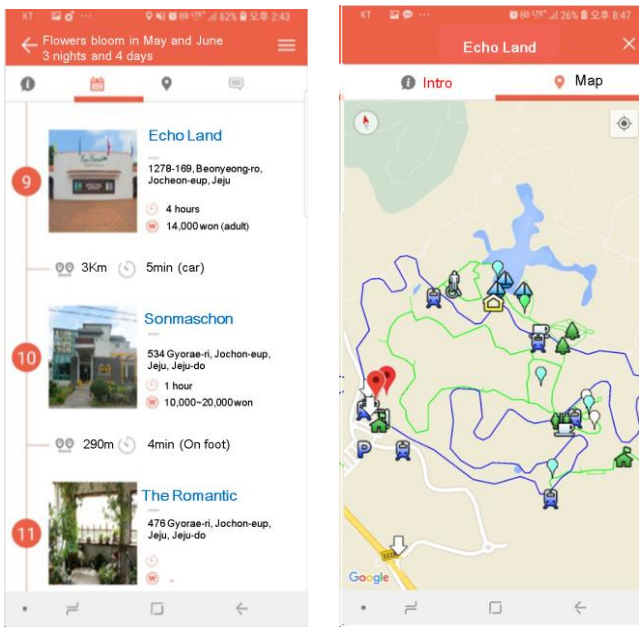 KT ··· LTE+ .ıl 62% 오후 2:43
Flowers bloom in May and June
3 nights and 4 days
9
Echo Land
1278-169, Beonyeong-ro,
Jocheon-eup, Jeju
4 hours
14,000 won (adult)
3Km 5min (car)
10
Sonmaschon
534 Gyorae-ri, Jochon-eup,
Jeju, Jeju-do
1 hour
10,000~20,000won
290m 4min (On foot)
11
The Romantic
476 Gyorae-ri, Jochon-eup,
Jeju, Jeju-do
KT ··· 26% 오후 8:47
Echo Land
Intro
Map
P
Google